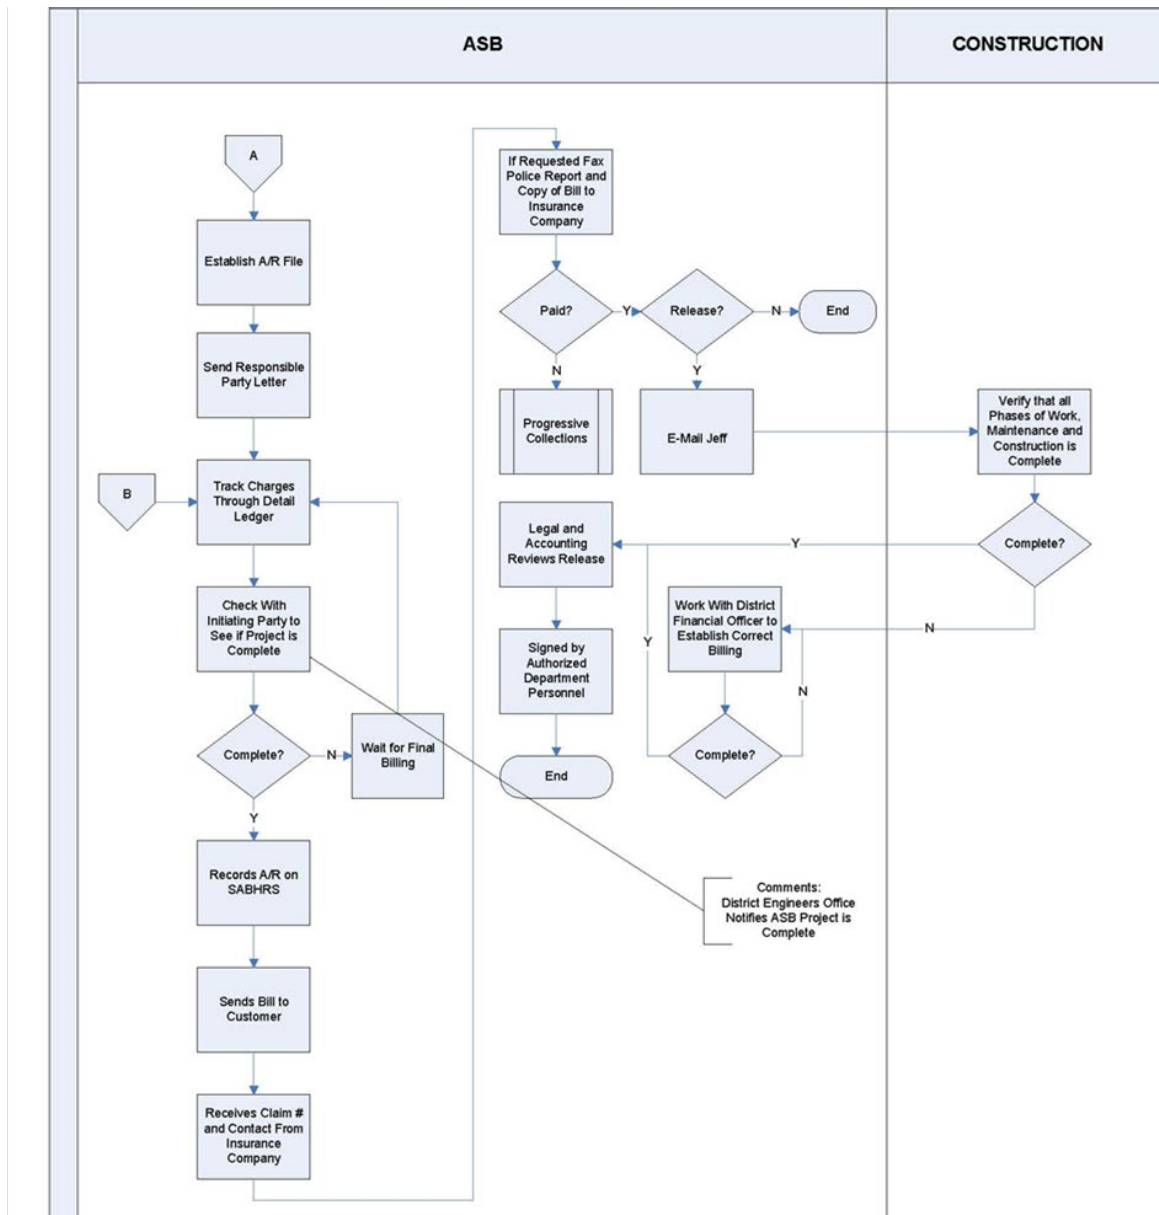 ASB
CONSTRUCTION
A
Establish A/R File
Send Responsible
Party Letter
B
Track Charges
Through Detail
Ledger
Check With
Initiating Party to
See if Project is
Complete
Complete?
N
Wait for Final
Billing
Y
Records A/R on
SABHRS
Sends Bill to
Customer
Receives Claim #
and Contact From
Insurance
Company
If Requested Fax
Police Report and
Copy of Bill to
Insurance
Company
Paid?
Y
Release?
N
End
N
Y
Progressive
Collections
E-Mail Jeff
Verify that all
Phases of Work,
Maintenance and
Construction is
Complete
Complete?
Y
Legal and
Accounting
Reviews Release
N
Work With District
Financial Officer to
Establish Correct
Billing
Y
N
Complete?
Signed by
Authorized
Department
Personnel
End
Comments:
District Engineers Office
Notifies ASB Project is
Complete